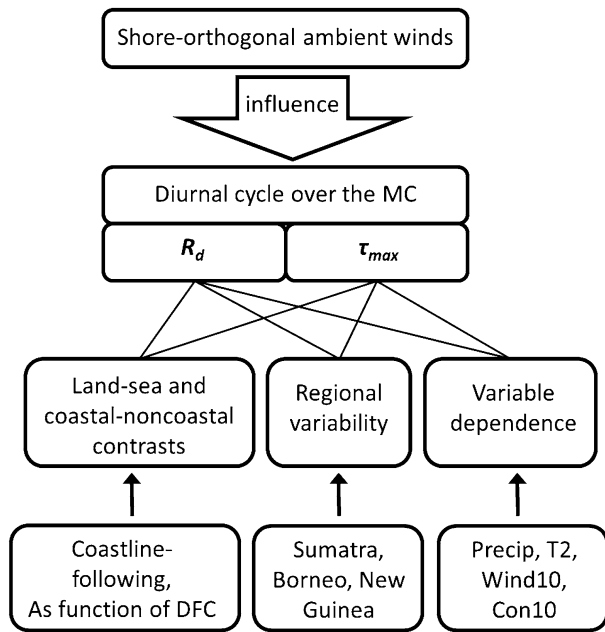 Shore-orthogonal ambient winds
influence
Diurnal cycle over the MC
R_d
τ_max
Land-sea and
coastal-noncoastal
contrasts
Regional
variability
Variable
dependence
Coastline-
following,
As function of DFC
Sumatra,
Borneo, New
Guinea
Precip, T2,
Wind10,
Con10